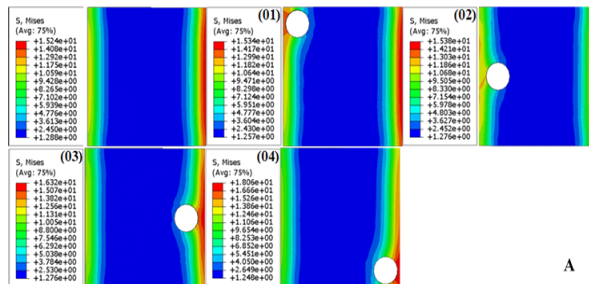 S, Mises
(Avg: 75%)
+1.524e+01
+1.408e+01
+1.292e+01
+1.175e+01
+1.059e+01
+9.428e+00
+8.265e+00
+7.102e+00
+5.939e+00
+4.776e+00
+3.613e+00
+2.450e+00
+1.288e+00
(01)
S, Mises
(Avg: 75%)
+1.534e+01
+1.417e+01
+1.299e+01
+1.182e+01
+1.064e+01
+9.471e+00
+8.298e+00
+7.124e+00
+5.951e+00
+4.777e+00
+3.604e+00
+2.430e+00
+1.257e+00
(02)
S, Mises
(Avg: 75%)
+1.538e+01
+1.421e+01
+1.303e+01
+1.186e+01
+1.068e+01
+9.505e+00
+8.330e+00
+7.154e+00
+5.978e+00
+4.803e+00
+3.627e+00
+2.452e+00
+1.276e+00
(03)
S, Mises
(Avg: 75%)
+1.632e+01
+1.507e+01
+1.382e+01
+1.256e+01
+1.131e+01
+1.005e+01
+8.800e+00
+7.546e+00
+6.292e+00
+5.038e+00
+3.784e+00
+2.530e+00
+1.276e+00
(04)
S, Mises
(Avg: 75%)
+1.806e+01
+1.666e+01
+1.526e+01
+1.386e+01
+1.246e+01
+1.106e+01
+9.654e+00
+8.253e+00
+6.852e+00
+5.451e+00
+4.050e+00
+2.649e+00
+1.248e+00
A